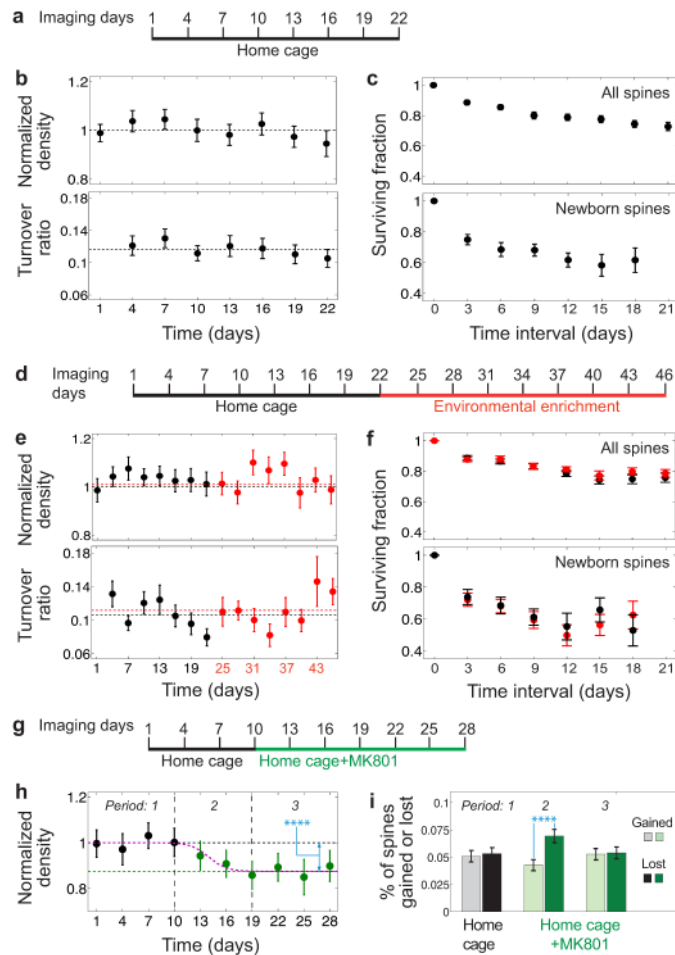 a Imaging days 1 4 7 10 13 16 19 22
Home cage
b
Normalized density
1.2
1
0.8
Turnover ratio
0.18
0.14
0.1
0.06
1 4 7 10 13 16 19 22
Time (days)
c
Surviving fraction
All spines
1
0.8
0.6
0.4
Newborn spines
1
0.8
0.6
0.4
0 3 6 9 12 15 18 21
Time interval (days)
d Imaging days 1 4 7 10 13 16 19 22 25 28 31 34 37 40 43 46
Home cage Environmental enrichment
e
Normalized density
1.2
1
0.8
Turnover ratio
0.18
0.14
0.1
0.06
1 7 13 19 25 31 37 43
Time (days)
f
Surviving fraction
All spines
1
0.8
0.6
0.4
Newborn spines
1
0.8
0.6
0.4
0 3 6 9 12 15 18 21
Time interval (days)
g Imaging days 1 4 7 10 13 16 19 22 25 28
Home cage Home cage+MK801
h
Normalized density
1.2
1
0.8
Period: 1 2 3
****
1 4 7 10 13 16 19 22 25 28
Time (days)
i
% of spines gained or lost
0.1
0.075
0.05
0.025
0
Period: 1 2 3
****
Gained
Lost
Home cage
Home cage +MK801